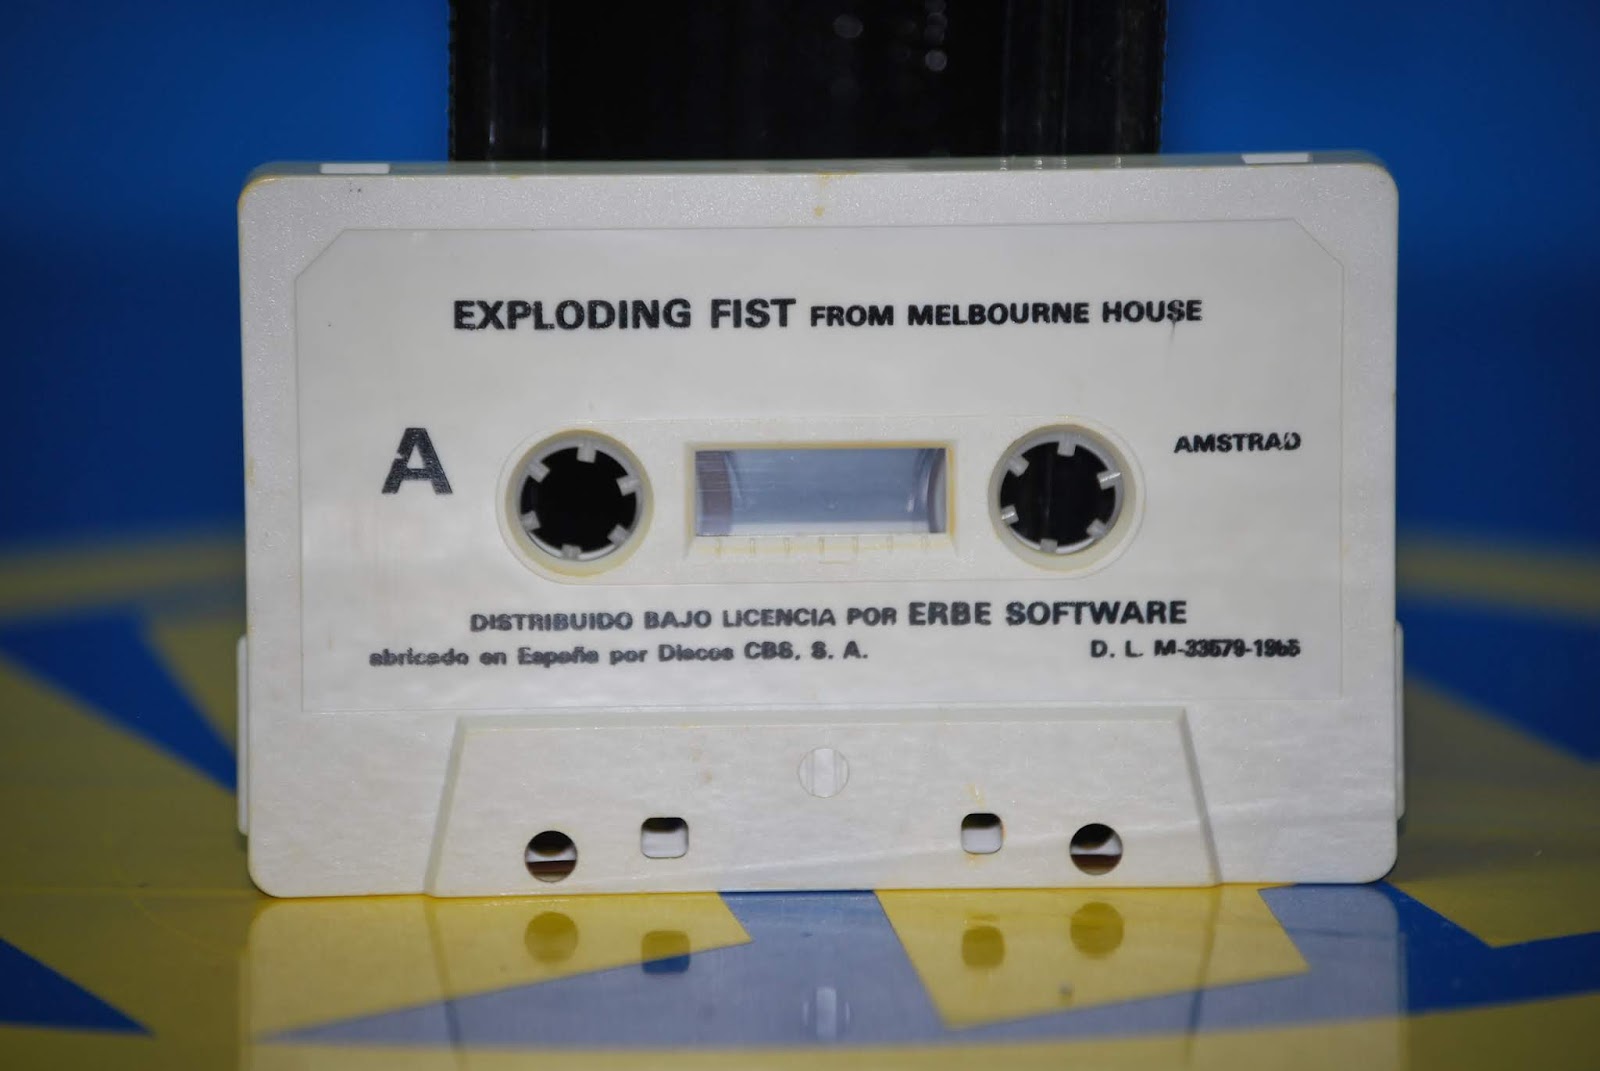 EXPLODING FIST FROM MELBOURNE HOUSE
A
AMSTRAD
DISTRIBUIDO BAJO LICENCIA POR ERBE SOFTWARE
abricado en España por Discos CBS, S. A. D. L. M-33579-1985